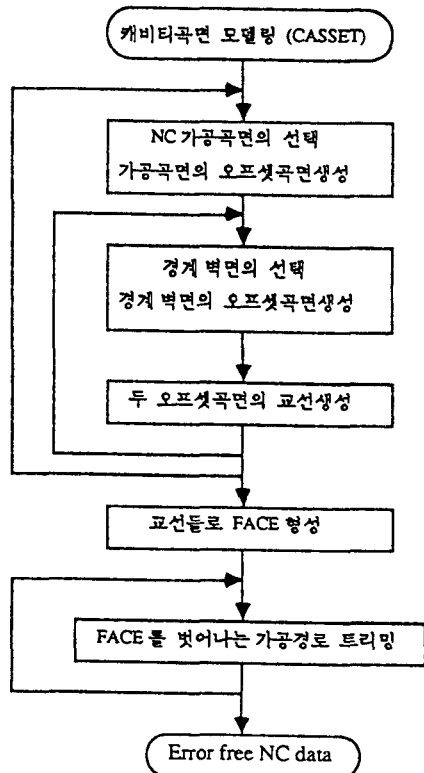 캐비티곡면 모델링 (CASSET)
NC 가공곡면의 선택
가공곡면의 오프셋곡면생성
경계 벽면의 선택
경계 벽면의 오프셋곡면생성
두 오프셋곡면의 교선생성
교선들로 FACE 형성
FACE를 벗어나는 가공경로 트리밍
Error free NC data